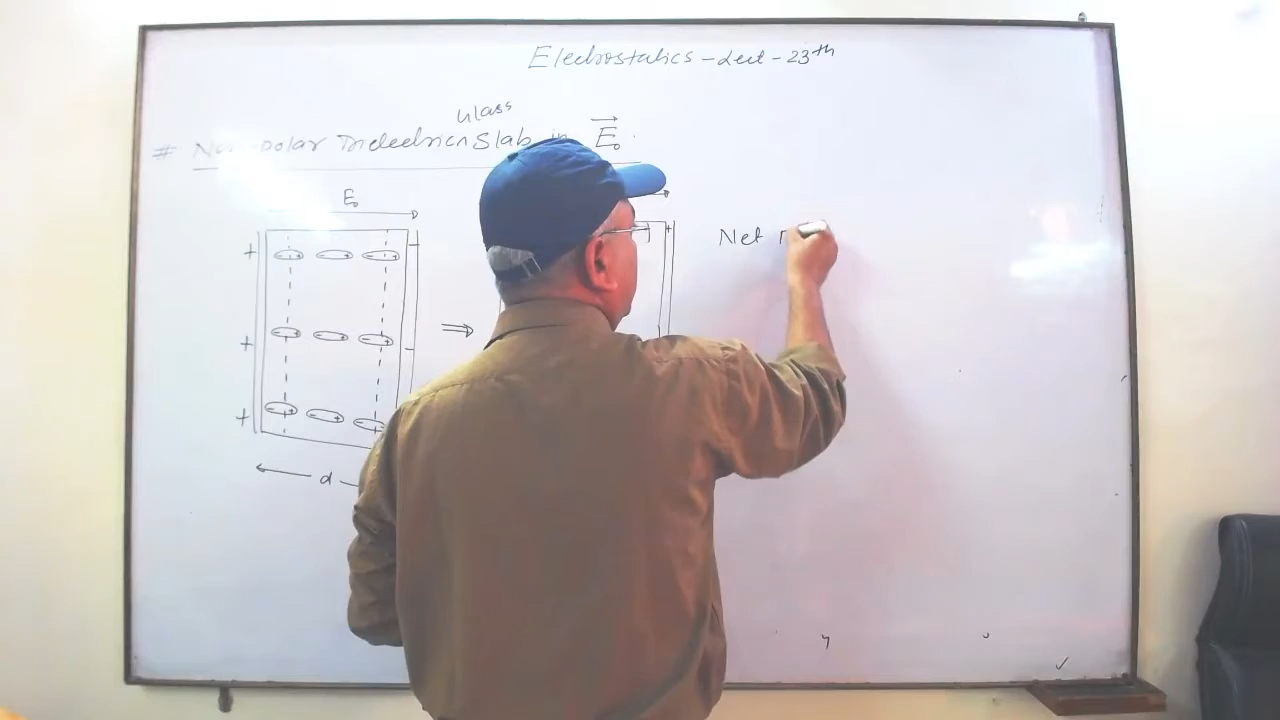 Electrostatics - Lect - 23th
Glass
# Non-polar Dielectric Slab in E₀.
E₀
Net
+
+
+
d